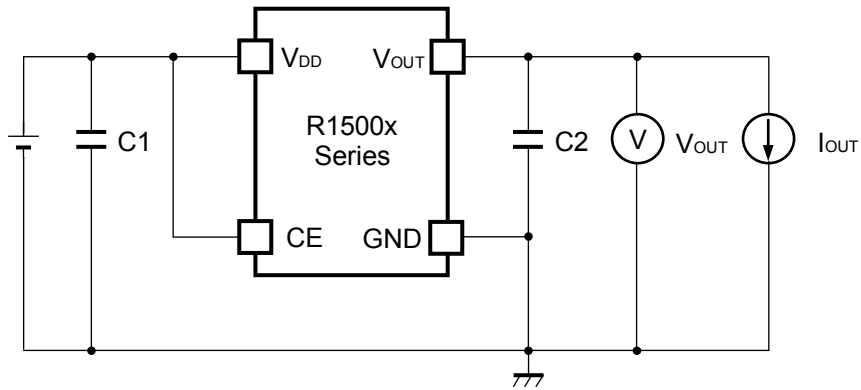 VDD
VOUT
R1500x
Series
C1
C2
V
VOUT
IOUT
CE
GND